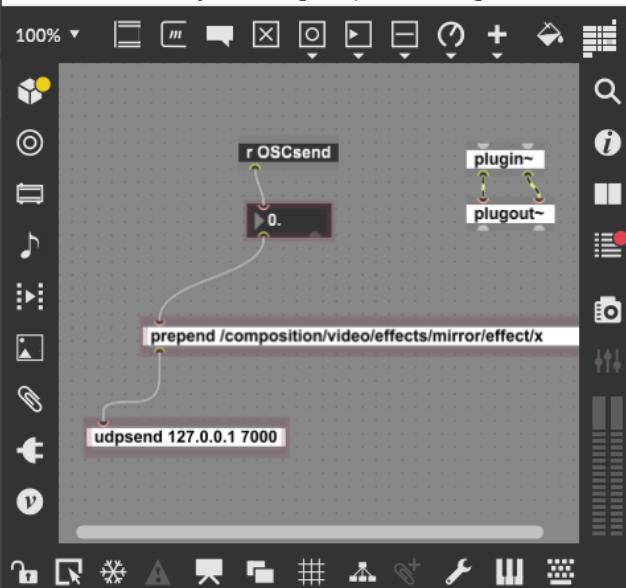 100%
m
r OSCsend
plugin~
0.
plugout~
prepend /composition/video/effects/mirror/effect/x
udpsend 127.0.0.1 7000
i
v